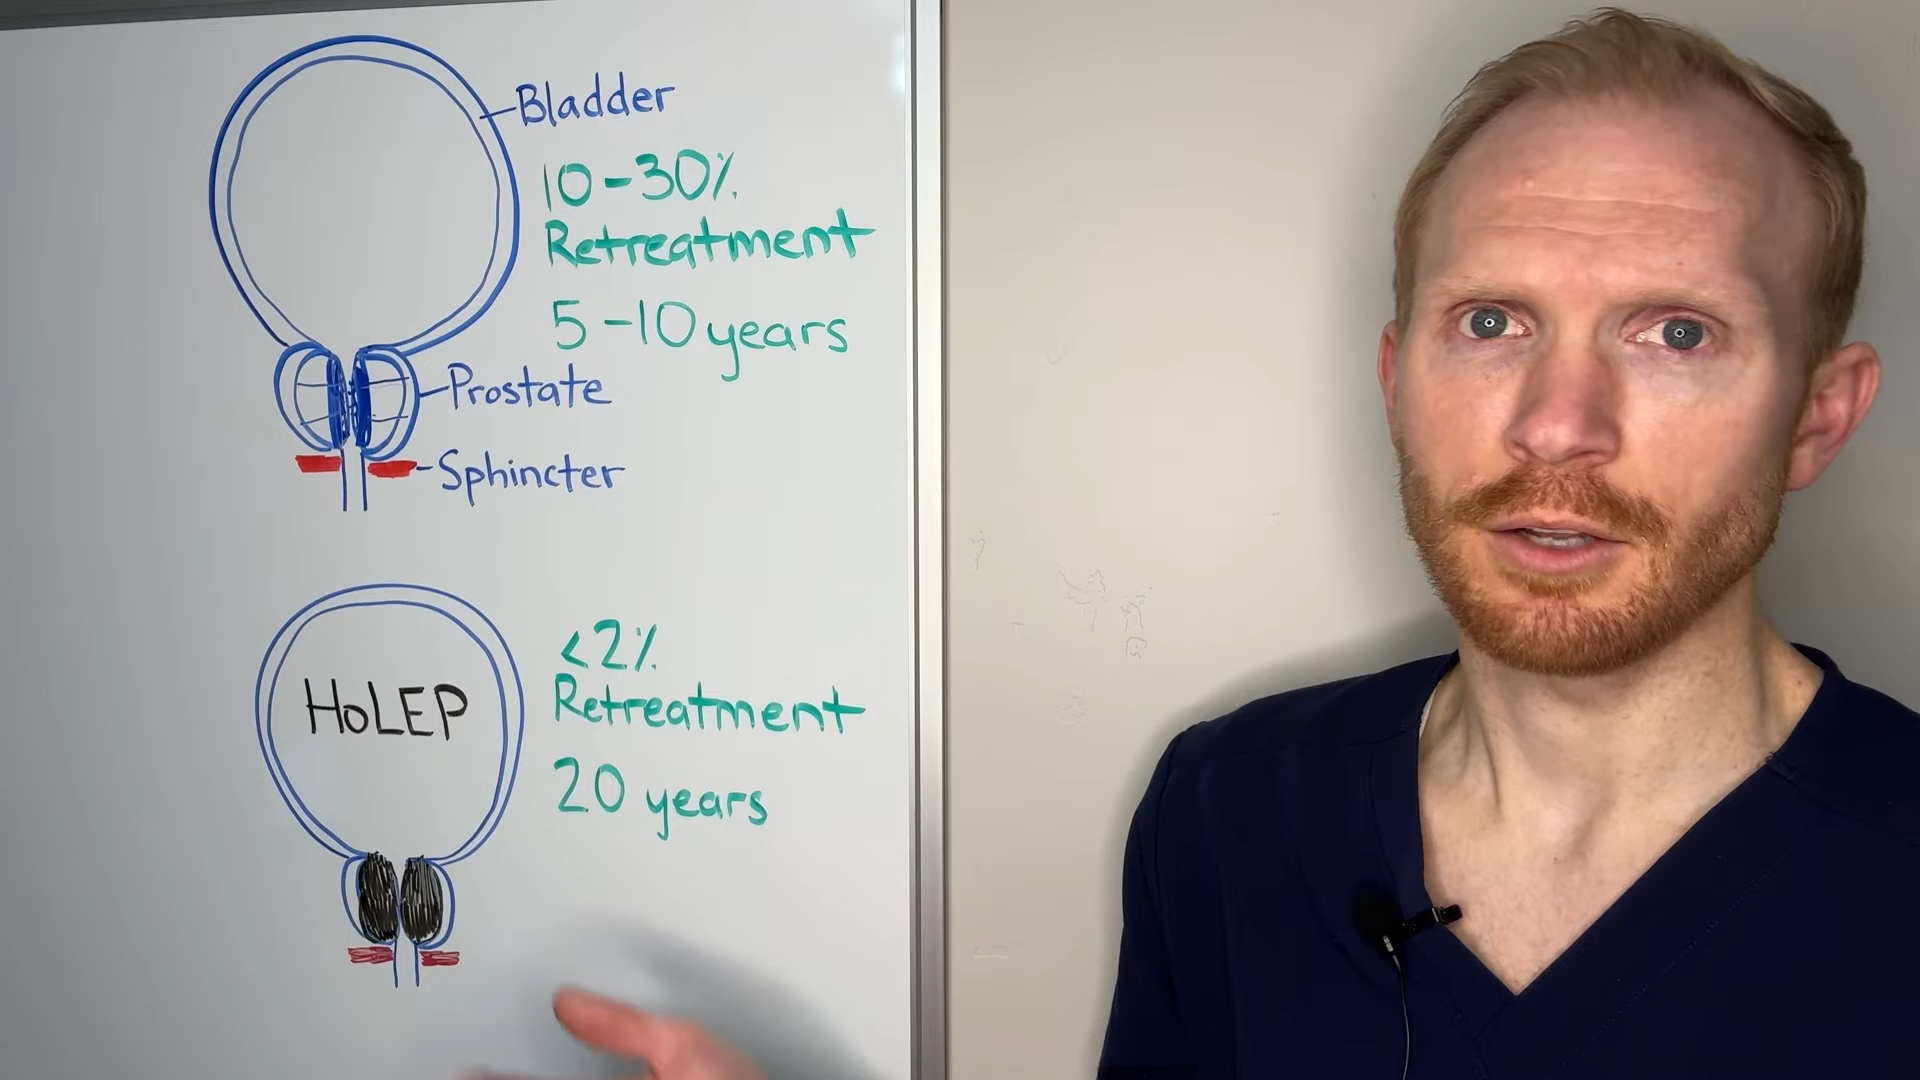 Bladder
10-30%
Retreatment
5-10 years
Prostate
Sphincter
HoLEP
<2%
Retreatment
20 years